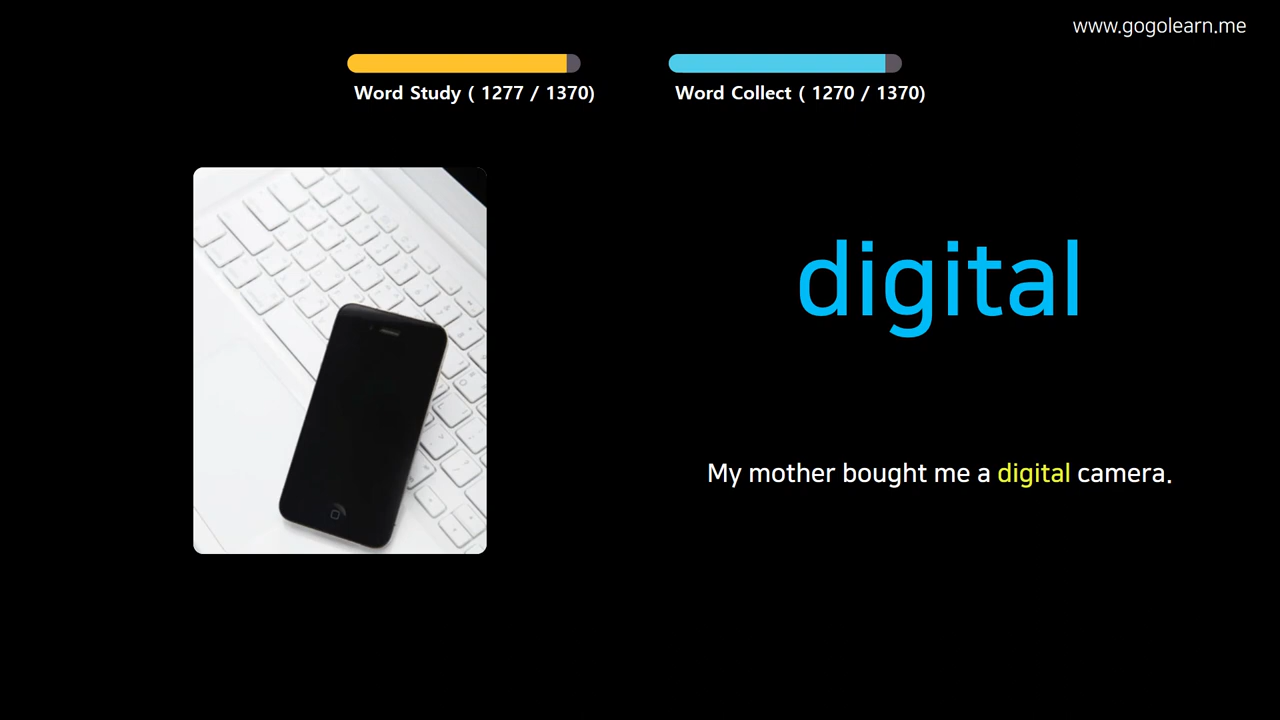 www.gogolearn.me
Word Study ( 1277 / 1370)
Word Collect ( 1270 / 1370)
digital
My mother bought me a digital camera.